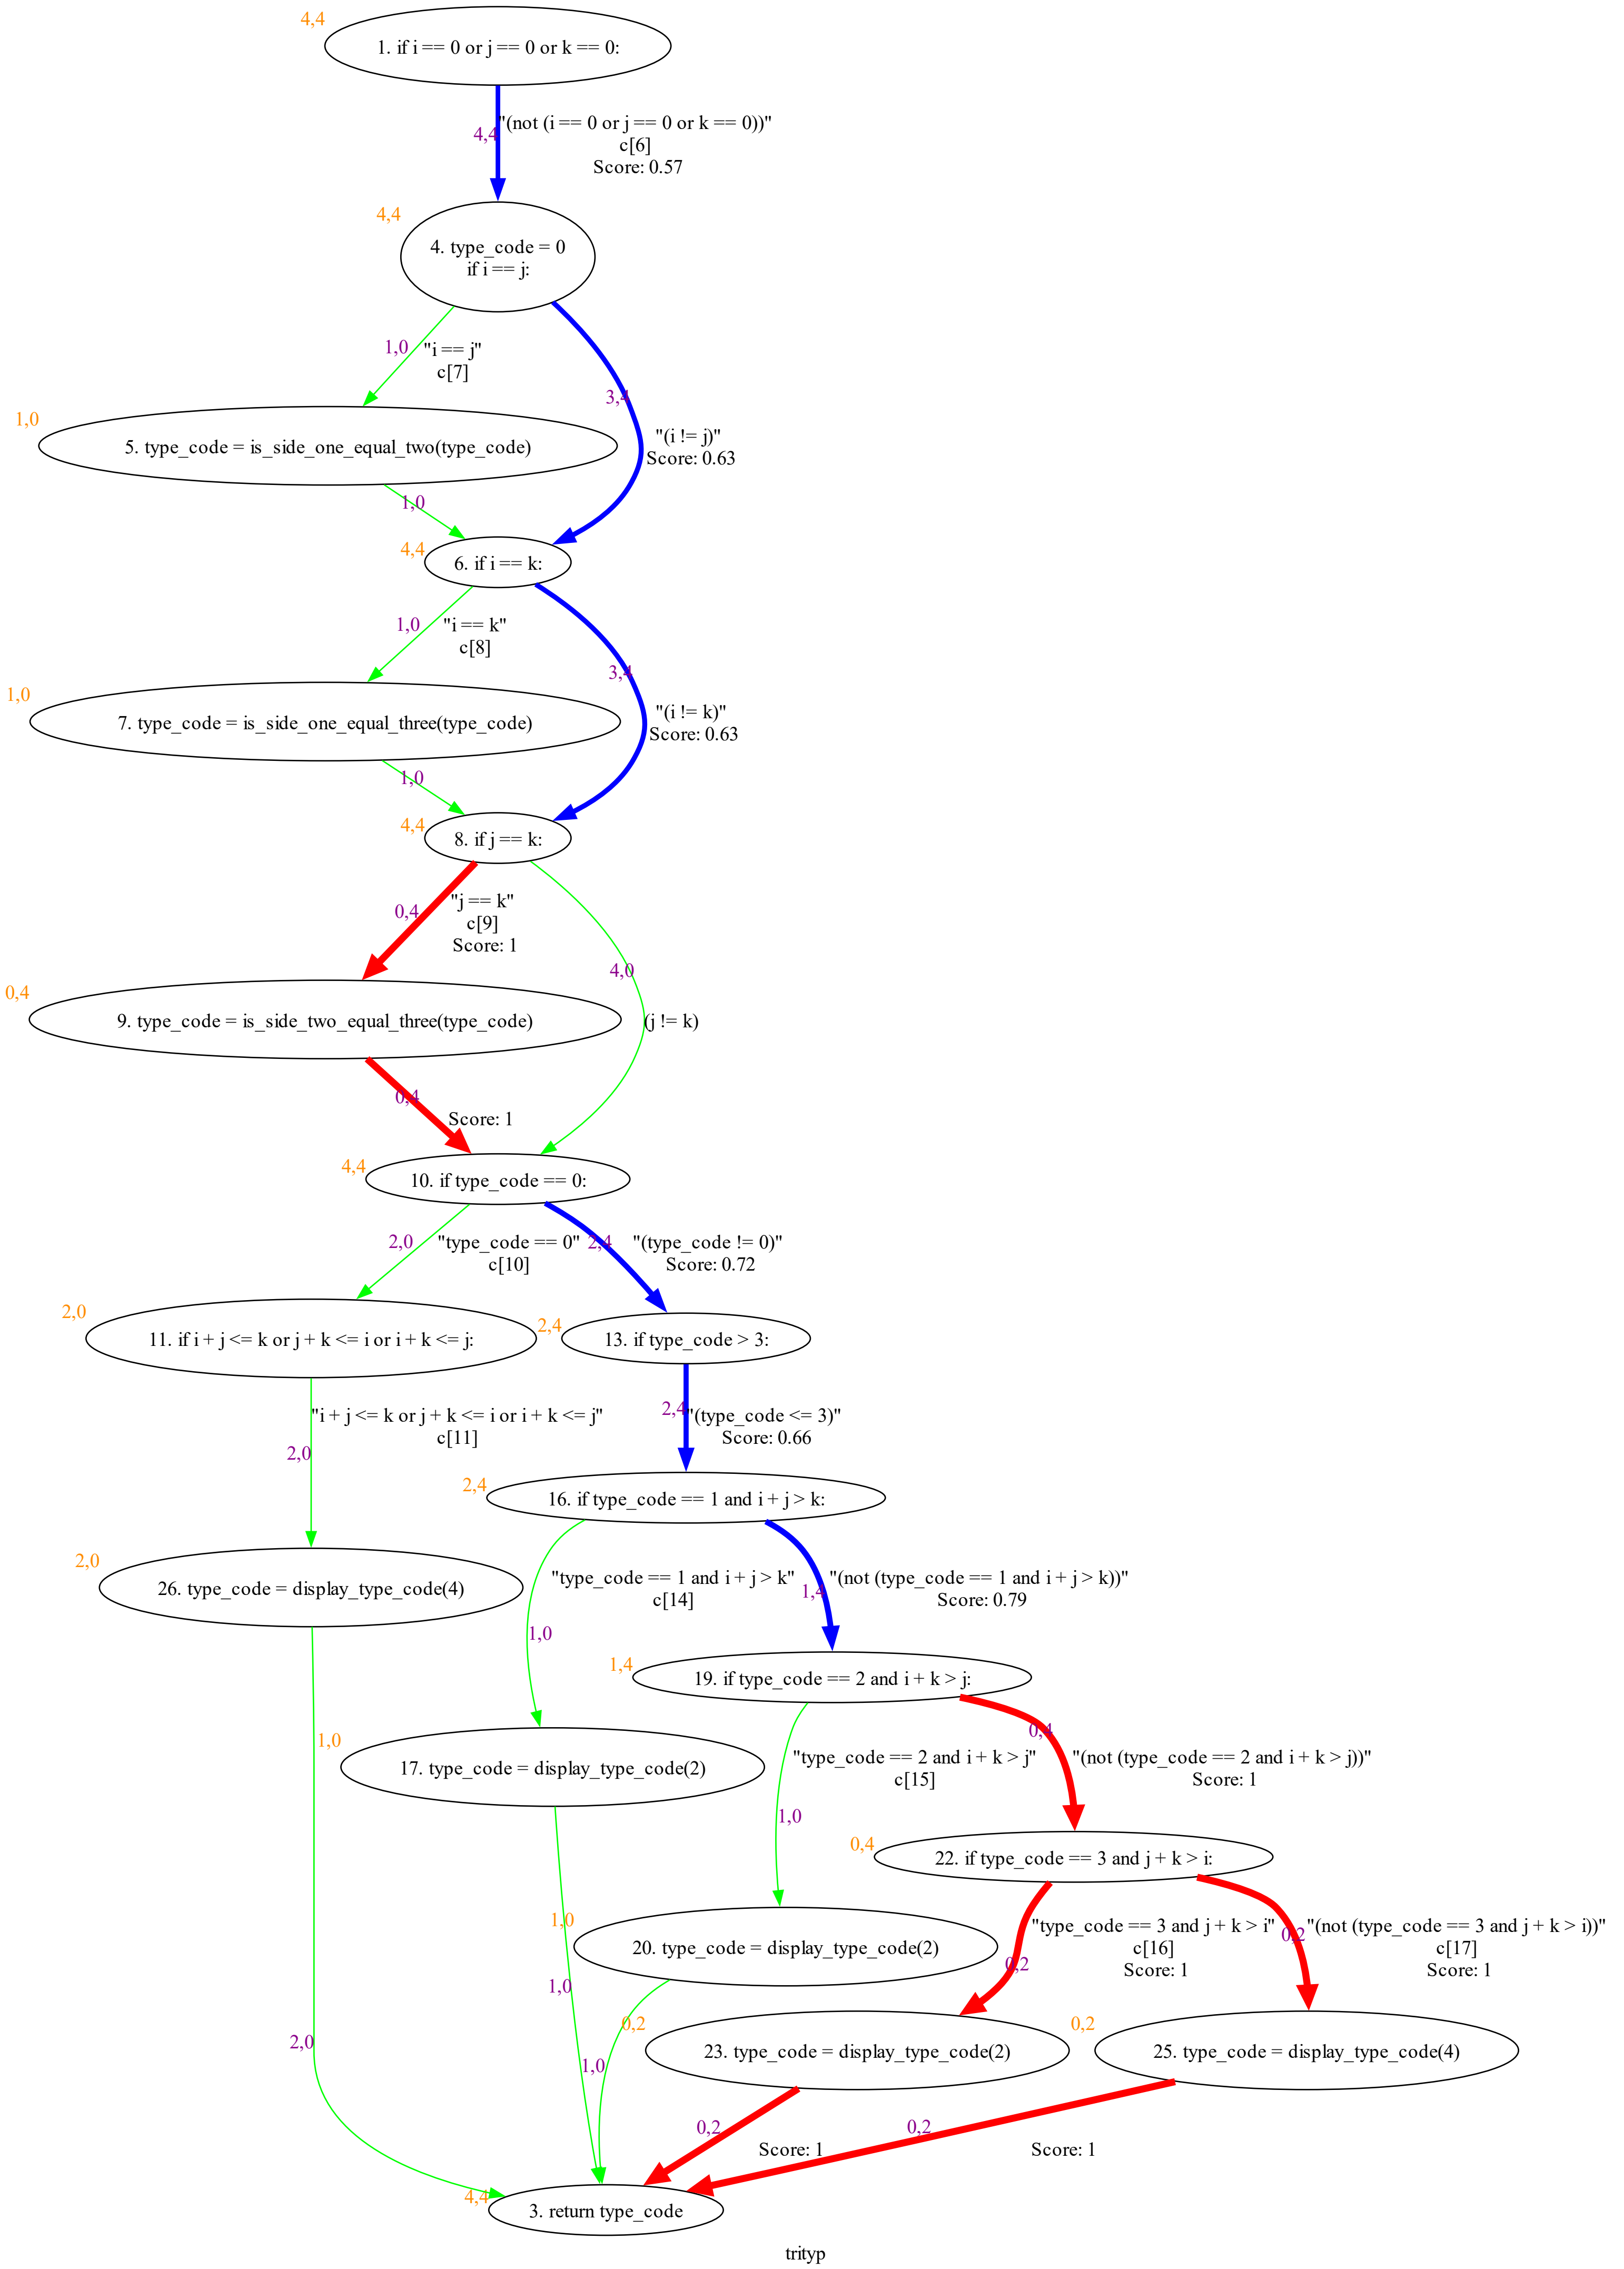 4,4
1. if i == 0 or j == 0 or k == 0:
4,4
"(not (i == 0 or j == 0 or k == 0))"
c[6]
Score: 0.57
4,4
4. type_code = 0
if i == j:
1,0
"i == j"
c[7]
3,4
"(i != j)"
Score: 0.63
1,0
5. type_code = is_side_one_equal_two(type_code)
1,0
4,4
6. if i == k:
1,0
"i == k"
c[8]
3,4
"(i != k)"
Score: 0.63
1,0
7. type_code = is_side_one_equal_three(type_code)
1,0
4,4
8. if j == k:
0,4
"j == k"
c[9]
Score: 1
4,0
(j != k)
0,4
9. type_code = is_side_two_equal_three(type_code)
0,4
Score: 1
4,4
10. if type_code == 0:
2,0
"type_code == 0"
c[10]
2,4
"(type_code != 0)"
Score: 0.72
2,0
11. if i + j <= k or j + k <= i or i + k <= j:
2,4
13. if type_code > 3:
2,0
"i + j <= k or j + k <= i or i + k <= j"
c[11]
2,4
"(type_code <= 3)"
Score: 0.66
2,4
16. if type_code == 1 and i + j > k:
2,0
26. type_code = display_type_code(4)
1,0
"type_code == 1 and i + j > k"
c[14]
1,4
"(not (type_code == 1 and i + j > k))"
Score: 0.79
1,4
19. if type_code == 2 and i + k > j:
1,0
17. type_code = display_type_code(2)
1,0
"type_code == 2 and i + k > j"
c[15]
0,4
"(not (type_code == 2 and i + k > j))"
Score: 1
0,4
22. if type_code == 3 and j + k > i:
1,0
20. type_code = display_type_code(2)
0,2
"type_code == 3 and j + k > i"
c[16]
Score: 1
0,2
"(not (type_code == 3 and j + k > i))"
c[17]
Score: 1
1,0
0,2
23. type_code = display_type_code(2)
0,2
25. type_code = display_type_code(4)
2,0
1,0
0,2
Score: 1
0,2
Score: 1
4,4
3. return type_code
trityp